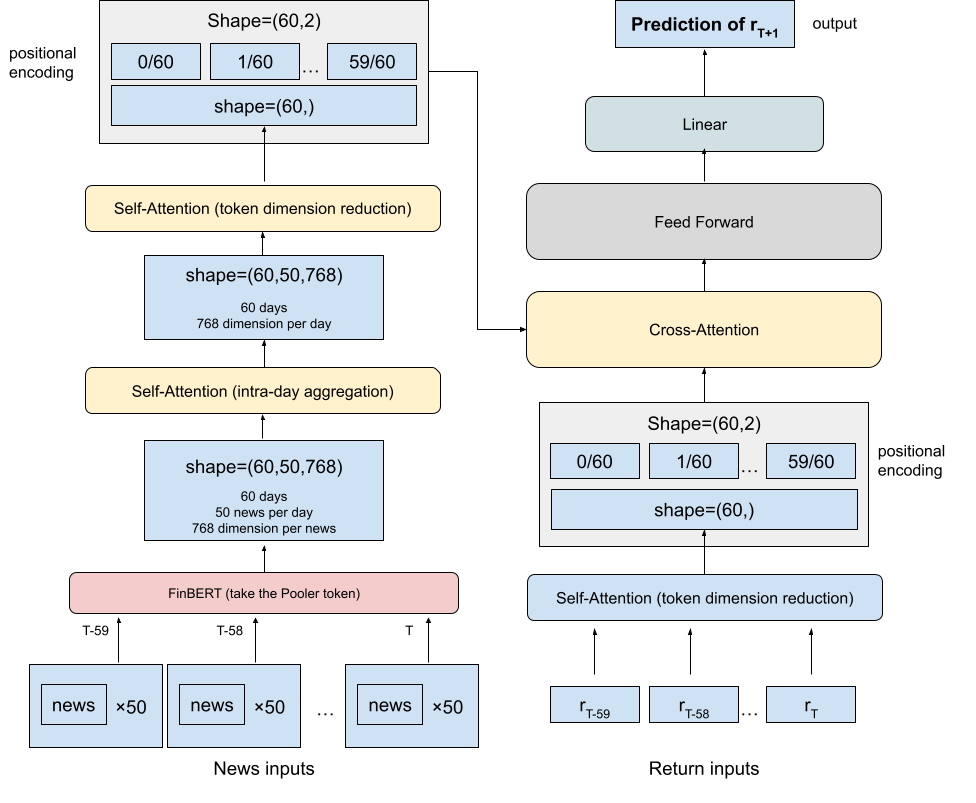 positional
encoding
Shape=(60,2)
0/60
1/60
...
59/60
shape=(60,)
Self-Attention (token dimension reduction)
shape=(60,50,768)
60 days
768 dimension per day
Self-Attention (intra-day aggregation)
shape=(60,50,768)
60 days
50 news per day
768 dimension per news
FinBERT (take the Pooler token)
T-59
T-58
T
news ×50
news ×50
...
news ×50
News inputs
Prediction of rT+1
output
Linear
Feed Forward
Cross-Attention
Shape=(60,2)
0/60
1/60
...
59/60
positional
encoding
shape=(60,)
Self-Attention (token dimension reduction)
rT-59
rT-58
...
rT
Return inputs